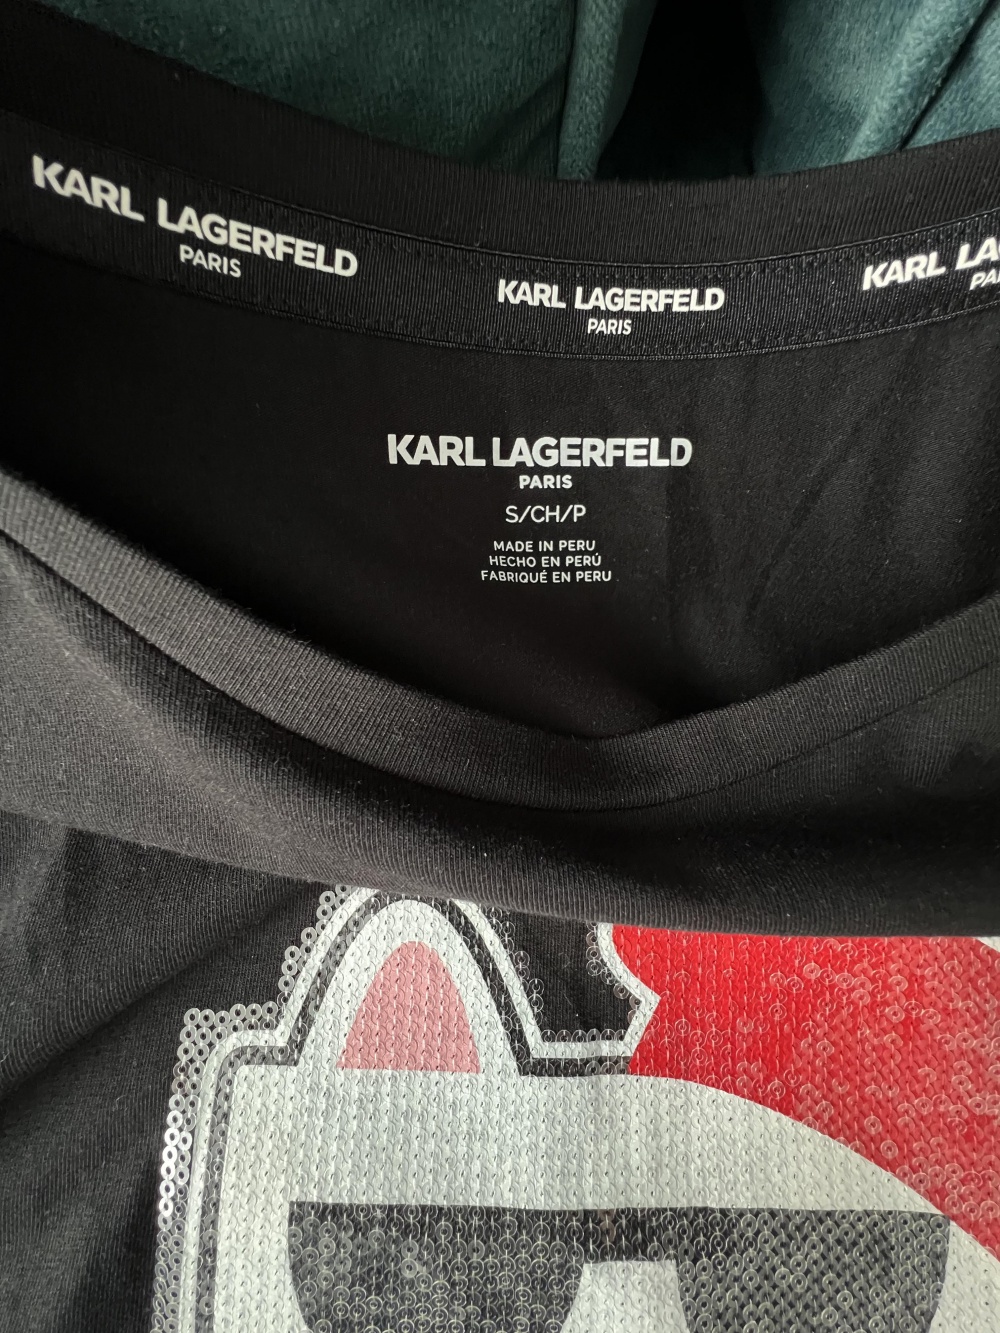 KARL LAGERFELD
PARIS
KARL LAGERFELD
PARIS
KARL
KARL LAGERFELD
PARIS
S/CH/P
MADE IN PERU
HECHO EN PERÚ
FABRIQUÉ EN PERU